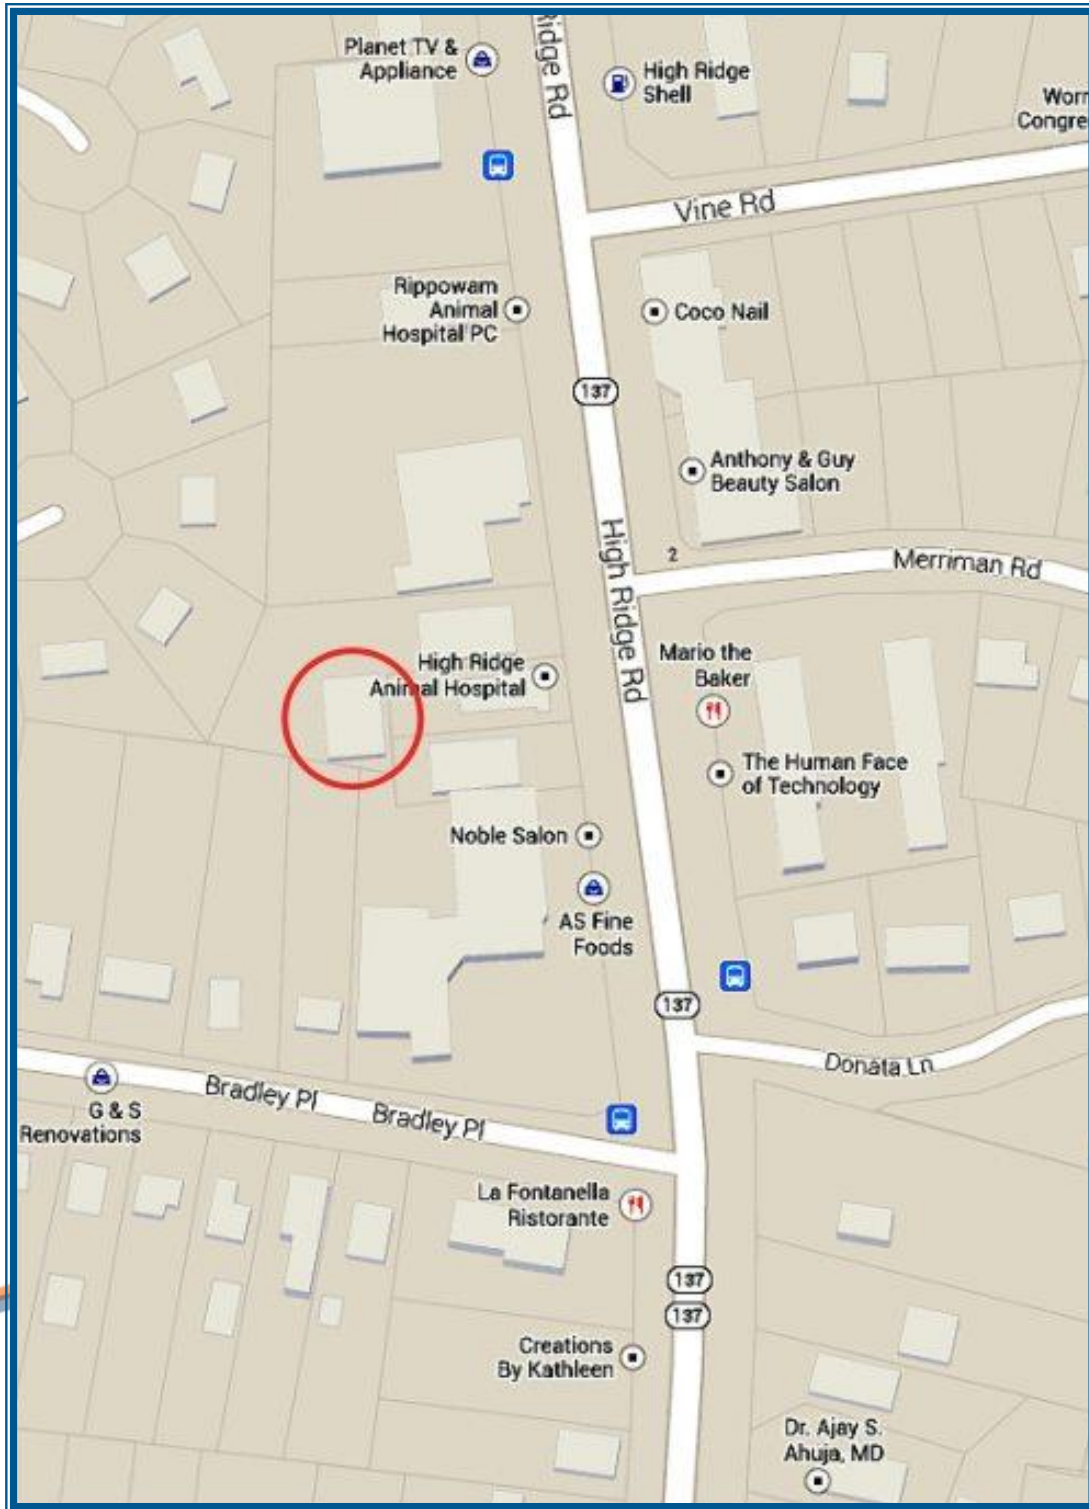 Planet TV &
Appliance
Ridge Rd
High Ridge
Shell
Worr
Congre
Vine Rd
Rippowam
Animal
Hospital PC
Coco Nail
137
Anthony & Guy
Beauty Salon
High Ridge Rd
2
Merriman Rd
Mario the
Baker
High Ridge
Animal Hospital
The Human Face
of Technology
Noble Salon
AS Fine
Foods
137
Donata Ln
Bradley Pl
Bradley Pl
G & S
Renovations
La Fontanella
Ristorante
137
137
Creations
By Kathleen
Dr. Ajay S.
Ahuja, MD